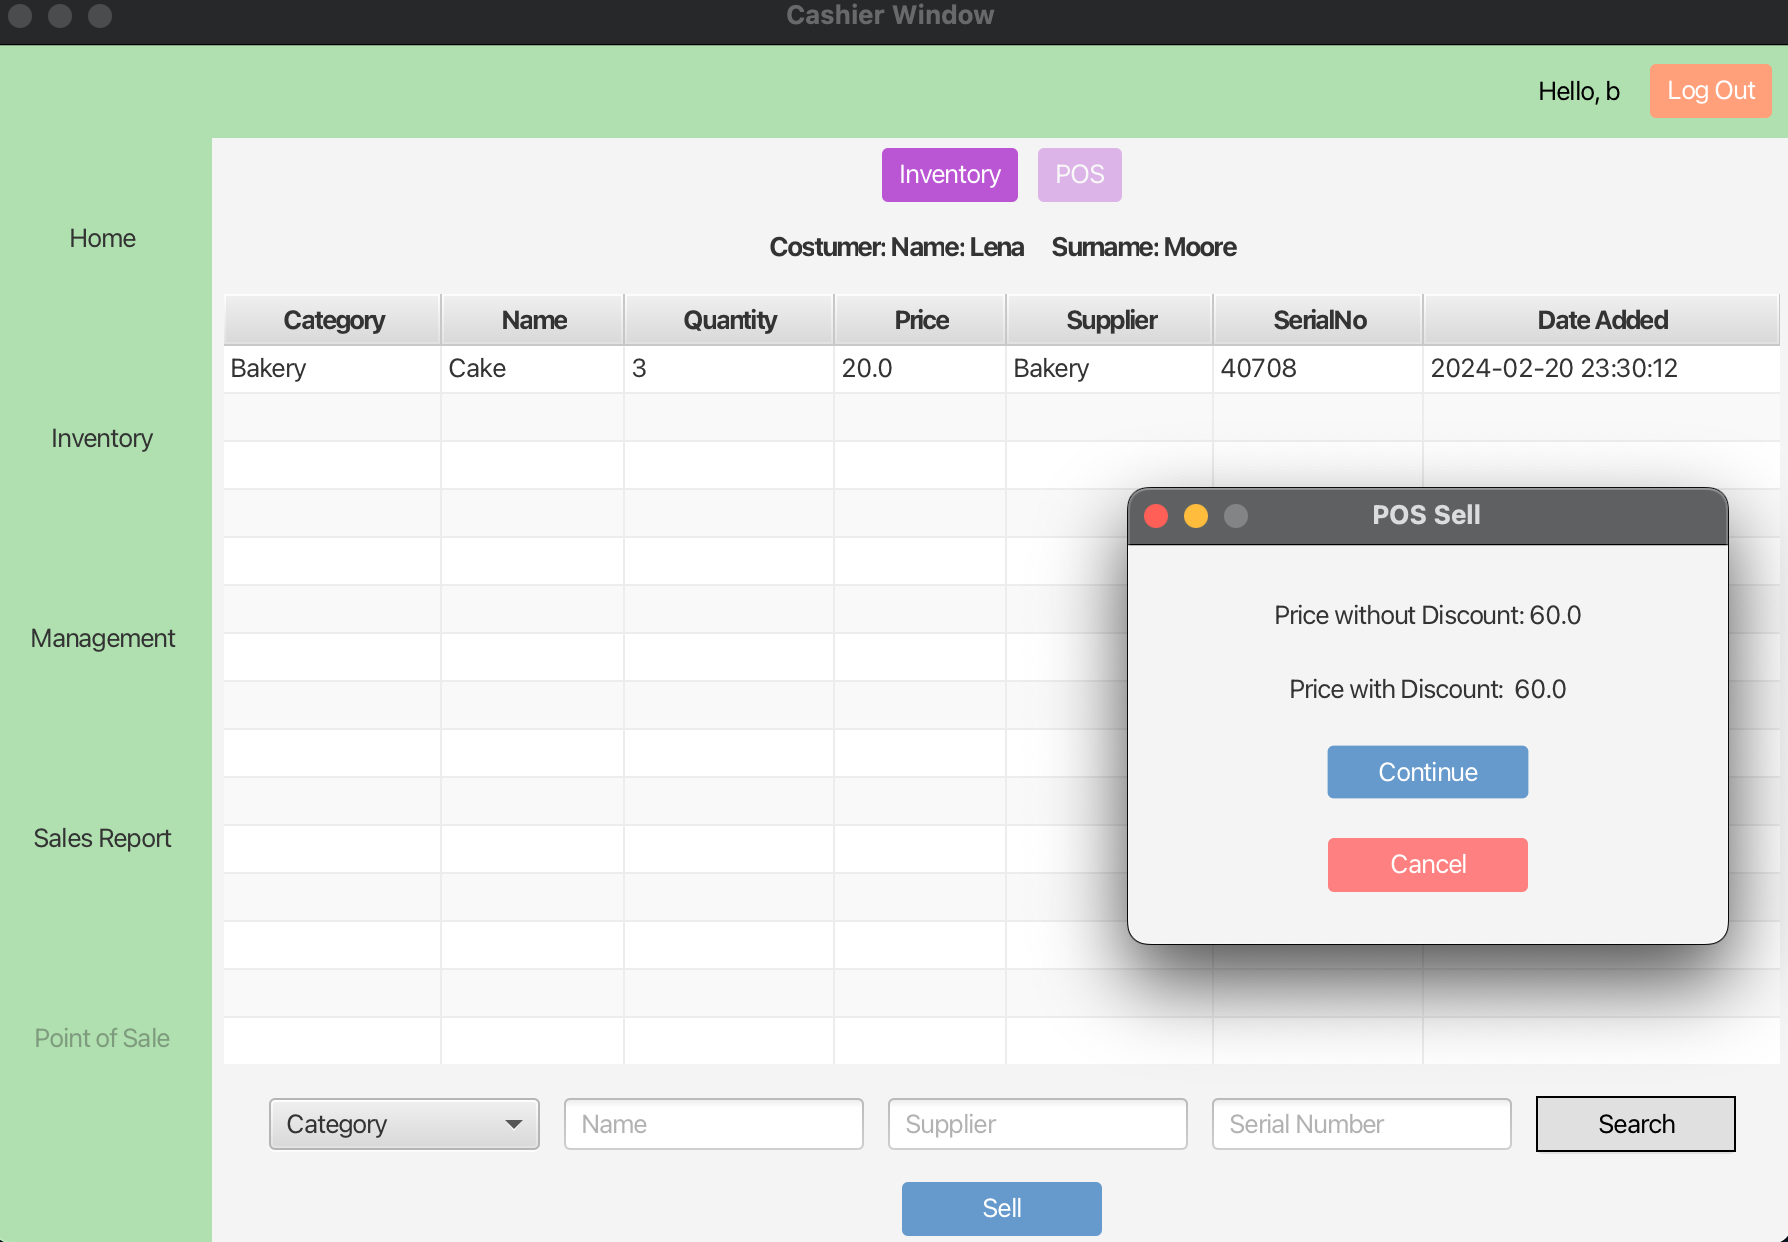 Cashier Window
Hello, b
Log Out
Inventory
POS
Costumer: Name: Lena Surname: Moore
Home
Inventory
Management
Sales Report
Point of Sale
Category Name Quantity Price Supplier SerialNo Date Added
Bakery Cake 3 20.0 Bakery 40708 2024-02-20 23:30:12
POS Sell
Price without Discount: 60.0
Price with Discount: 60.0
Continue
Cancel
Category Name Supplier Serial Number Search
Sell